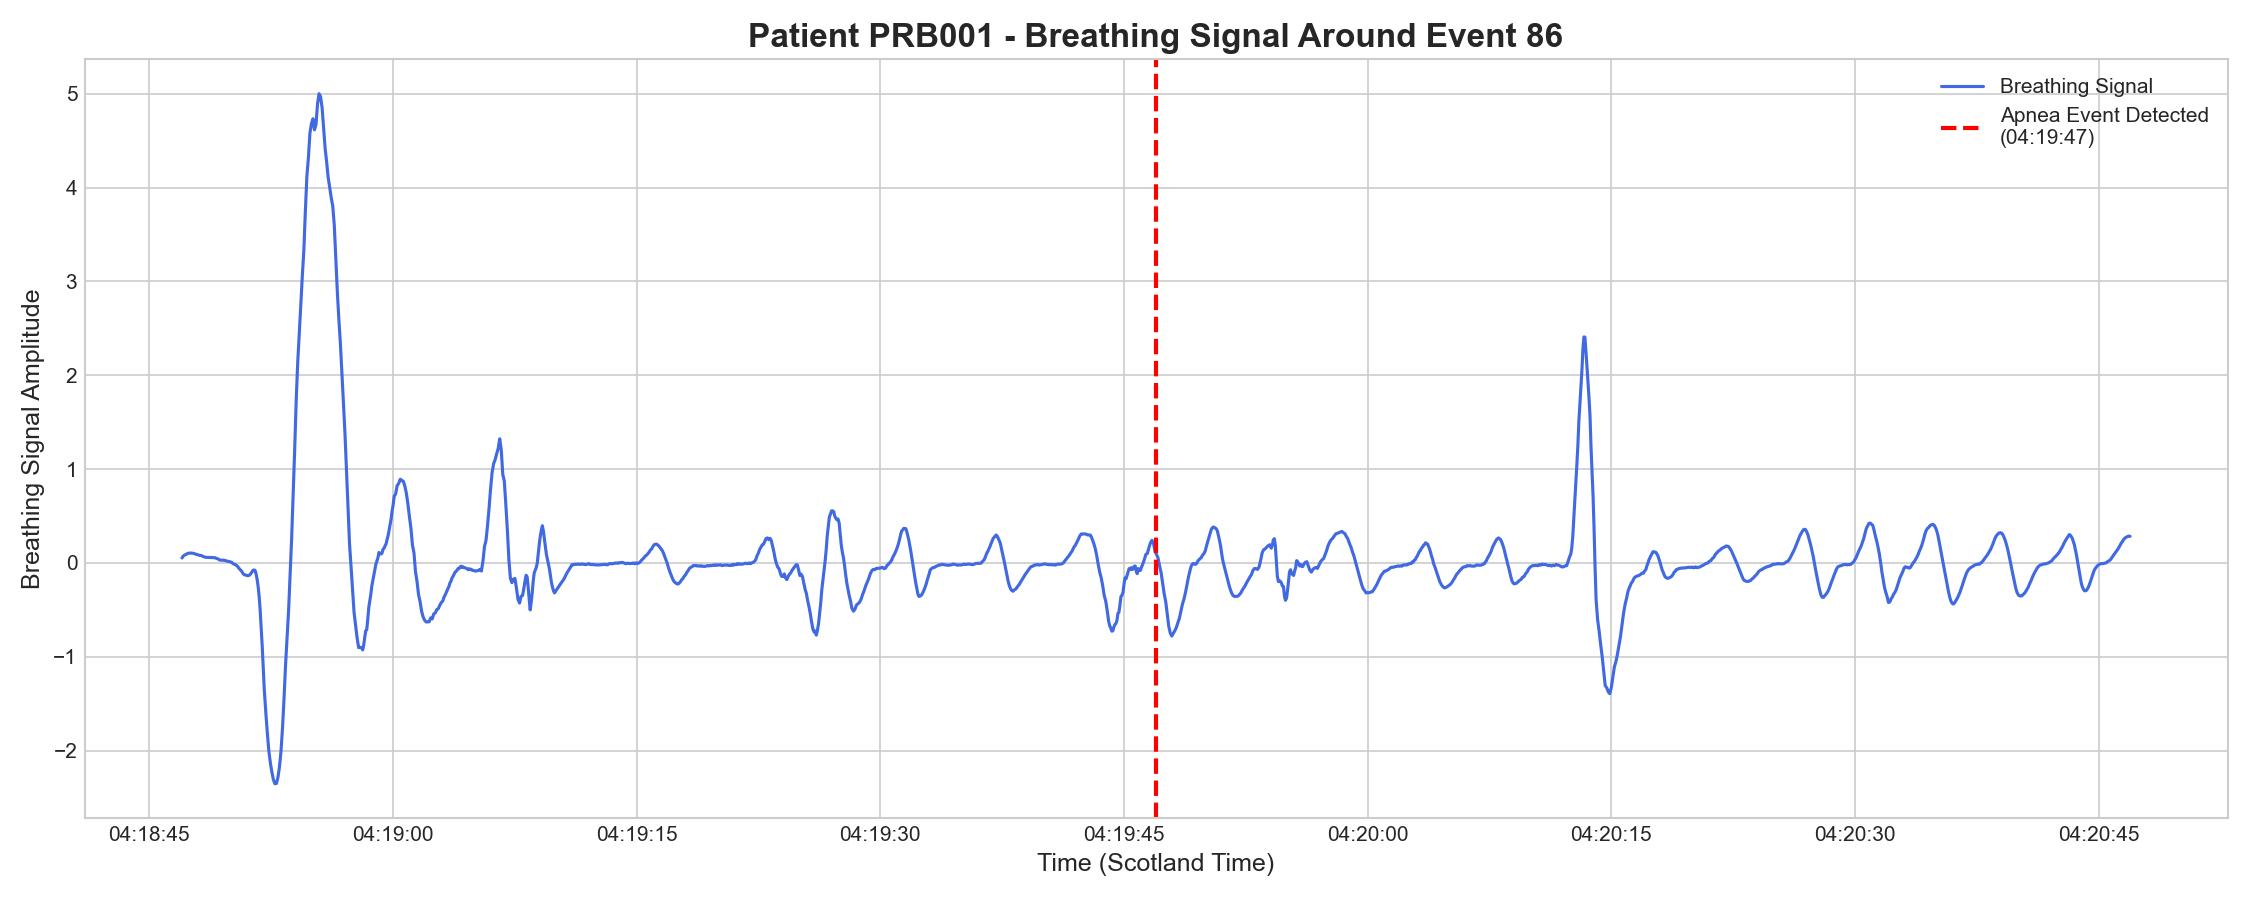 Patient PRB001 - Breathing Signal Around Event 86
Breathing Signal
Apnea Event Detected
(04:19:47)
Breathing Signal Amplitude
5
4
3
2
1
0
−1
−2
04:18:45 04:19:00 04:19:15 04:19:30 04:19:45 04:20:00 04:20:15 04:20:30 04:20:45
Time (Scotland Time)